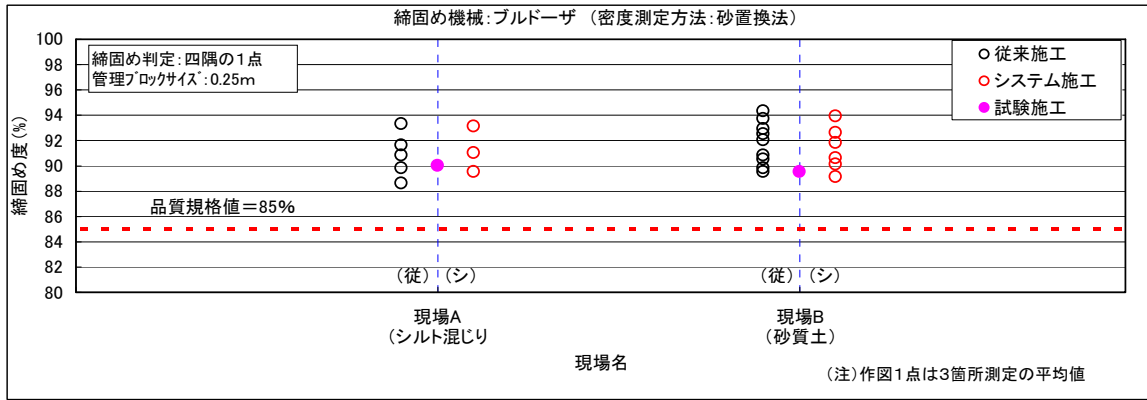 締固め機械:ブルドーザ (密度測定方法:砂置換法)
締固め判定:四隅の1点
管理ブロックサイズ:0.25m
従来施工
システム施工
試験施工
締固め度(%)
100
98
96
94
92
90
88
86
84
82
80
品質規格値=85%
(従) (シ)
(従) (シ)
現場A
(シルト混じり
現場B
(砂質土)
現場名
(注)作図1点は3箇所測定の平均値